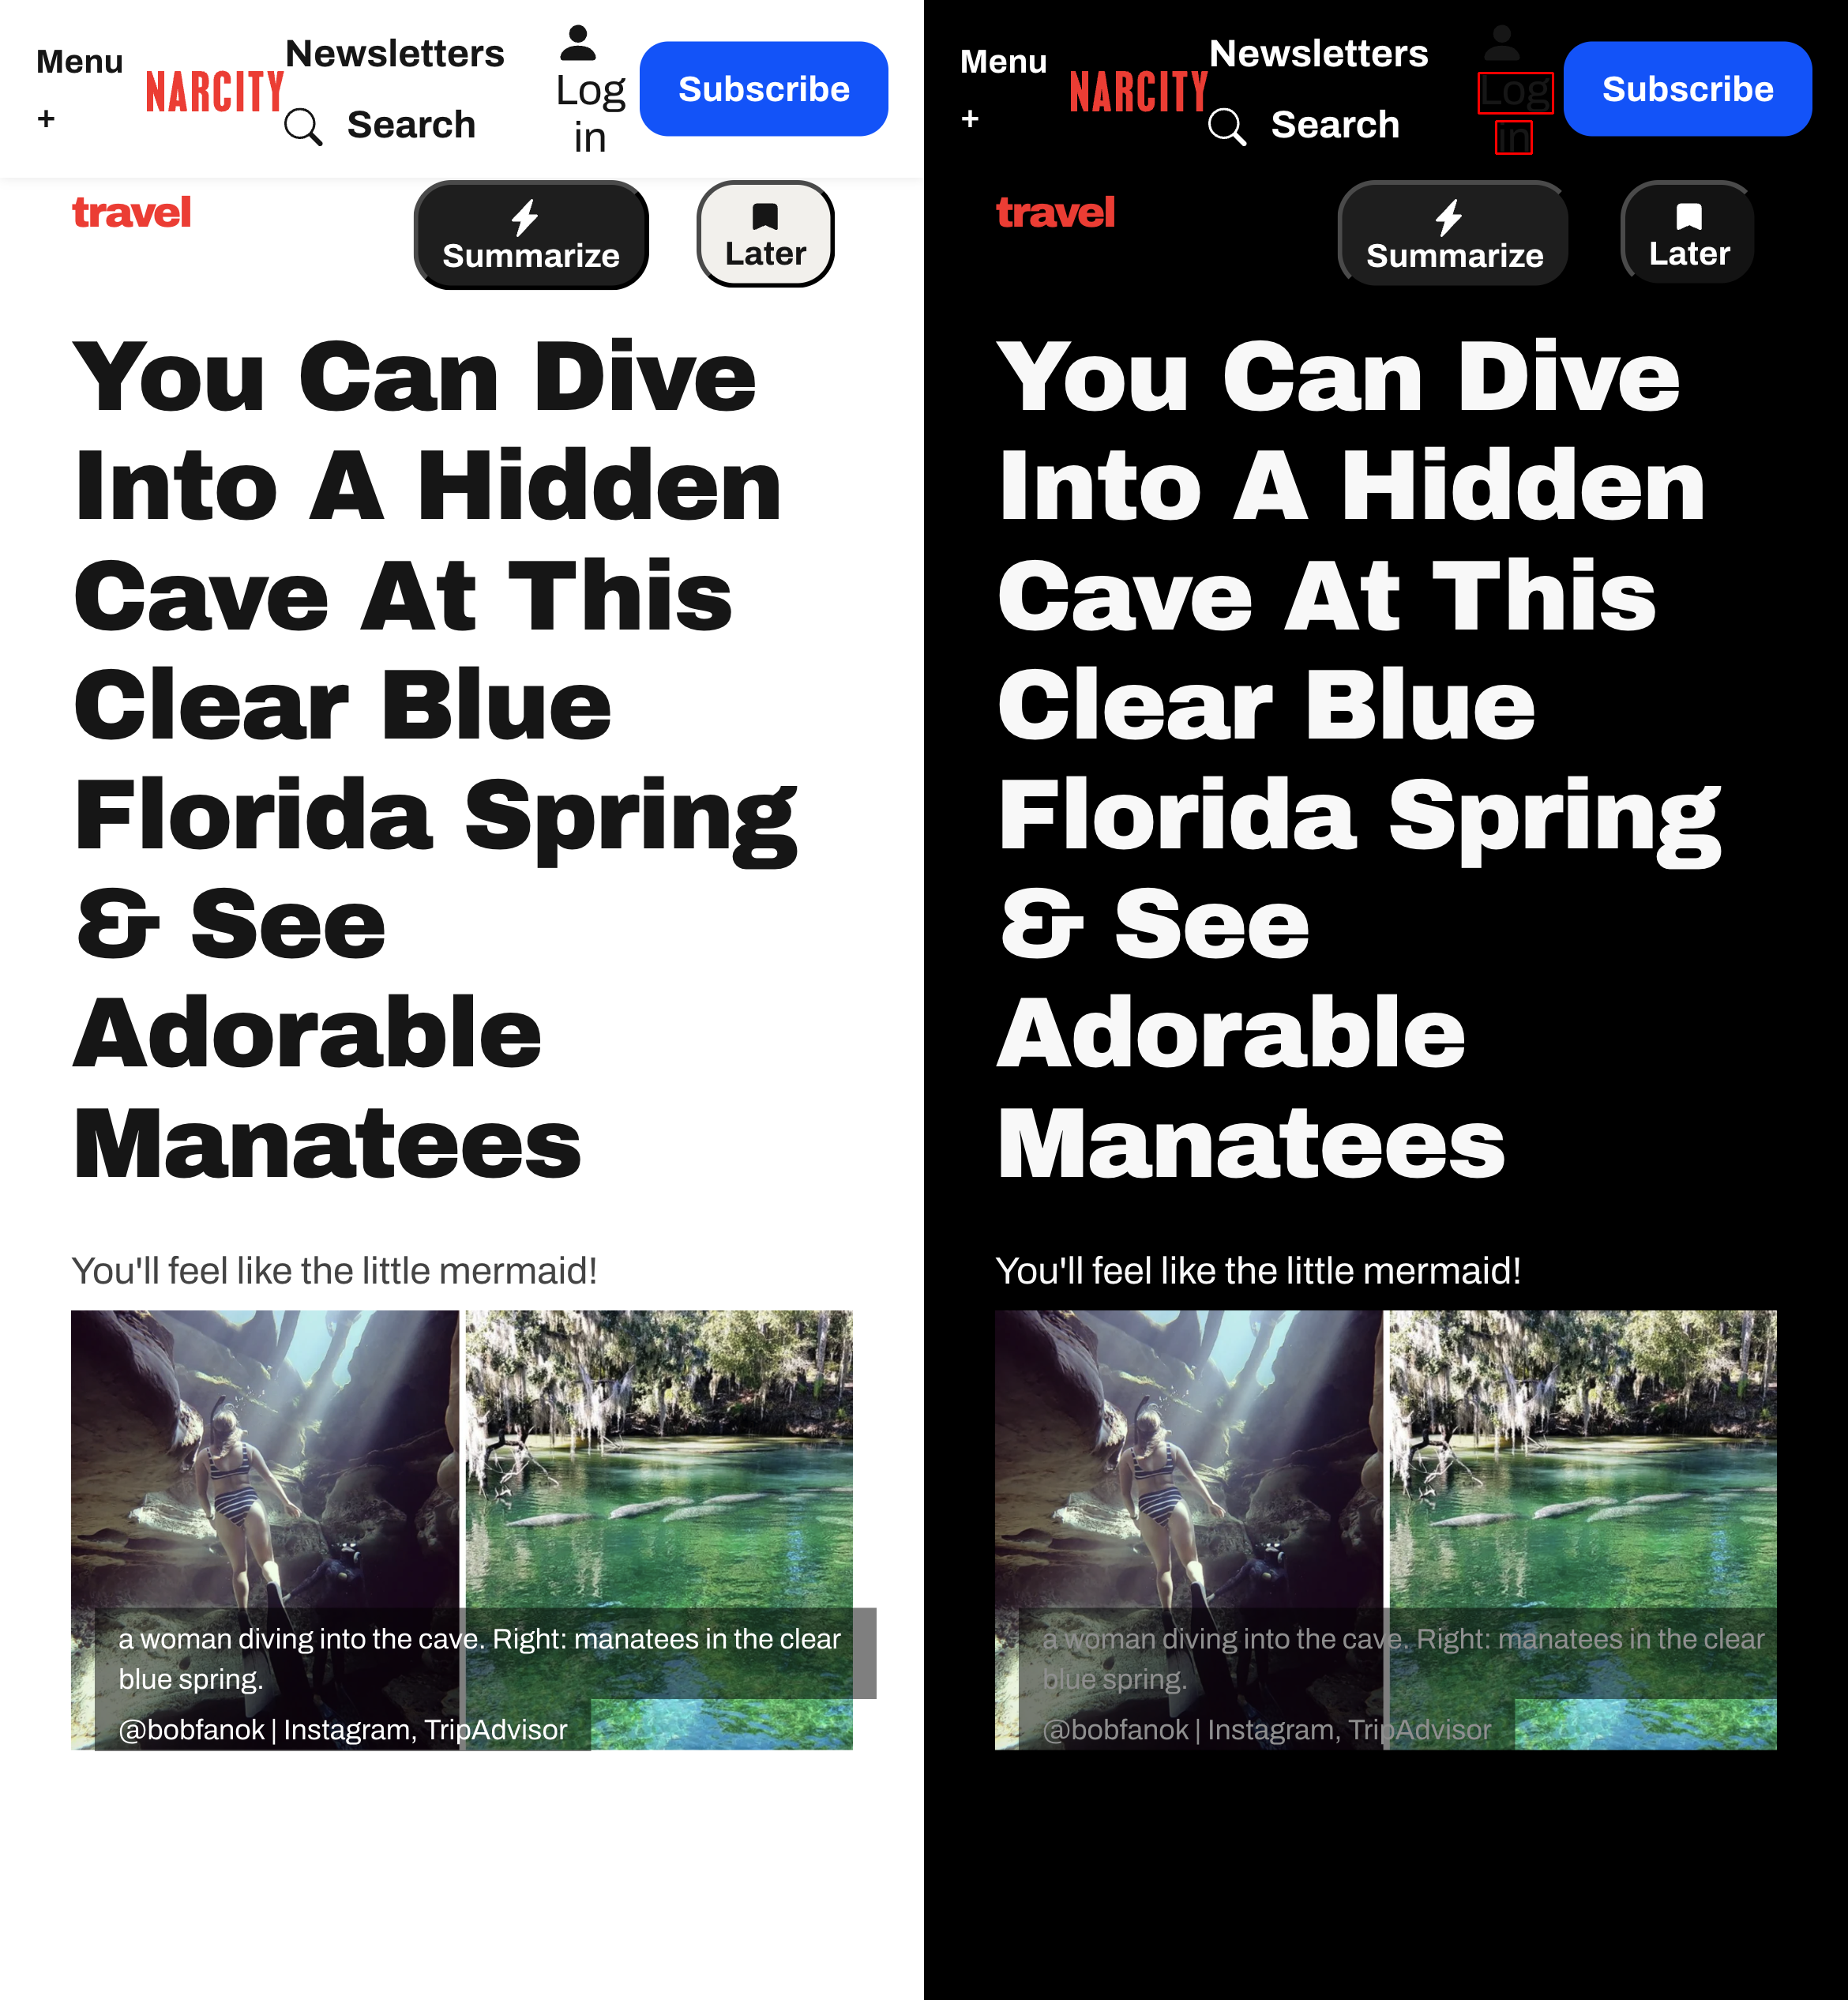 Menu
+
NARCITY
Newsletters
Search
Log
in
Subscribe
travel
Summarize
Later
You Can Dive
Into A Hidden
Cave At This
Clear Blue
Florida Spring
& See
Adorable
Manatees
You'll feel like the little mermaid!
a woman diving into the cave. Right: manatees in the clear
blue spring.
@bobfanok | Instagram, TripAdvisor
Menu
+
NARCITY
Newsletters
Search
Log
in
Subscribe
travel
Summarize
Later
You Can Dive
Into A Hidden
Cave At This
Clear Blue
Florida Spring
& See
Adorable
Manatees
You'll feel like the little mermaid!
a woman diving into the cave. Right: manatees in the clear
blue spring.
@bobfanok | Instagram, TripAdvisor